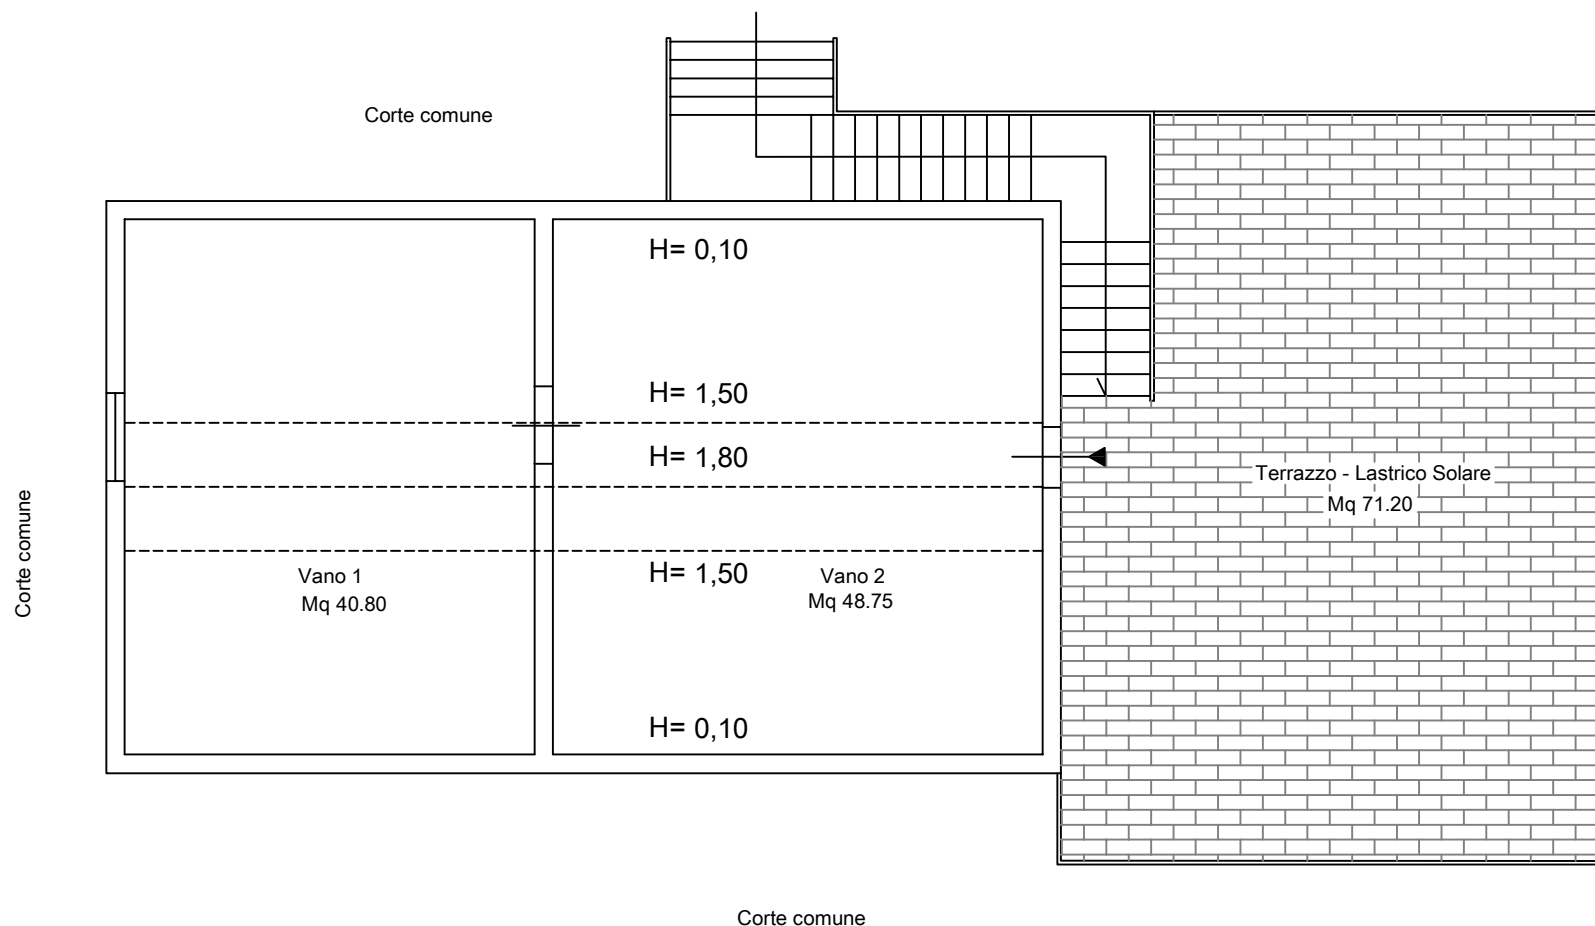 Corte comune
H= 0,10
H= 1,50
H= 1,80
Terrazzo - Lastrico Solare
Mq 71.20
Corte comune
H= 1,50
Vano 1
Mq 40.80
Vano 2
Mq 48.75
H= 0,10
Corte comune